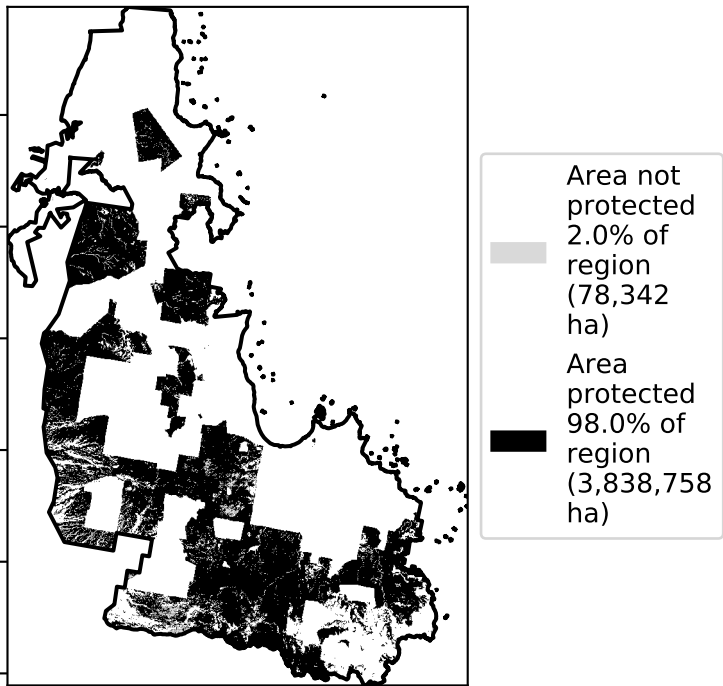 Area not
protected
2.0% of
region
(78,342
ha)
Area
protected
98.0% of
region
(3,838,758
ha)